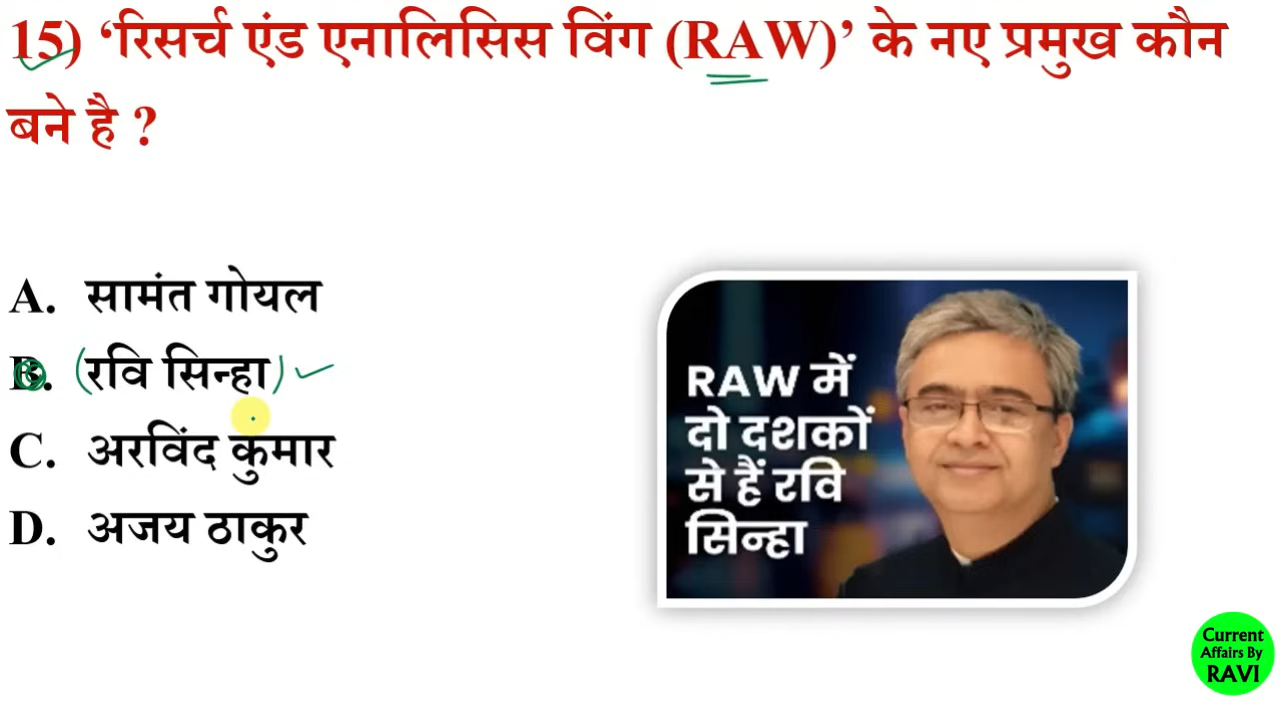 15) ‘रिसर्च एंड एनालिसिस विंग (RAW)’ के नए प्रमुख कौन
बने है ?
A. सामंत गोयल
B. (रवि सिन्हा)
C. अरविंद कुमार
D. अजय ठाकुर
RAW में
दो दशकों
से हैं रवि
सिन्हा
Current
Affairs By
RAVI